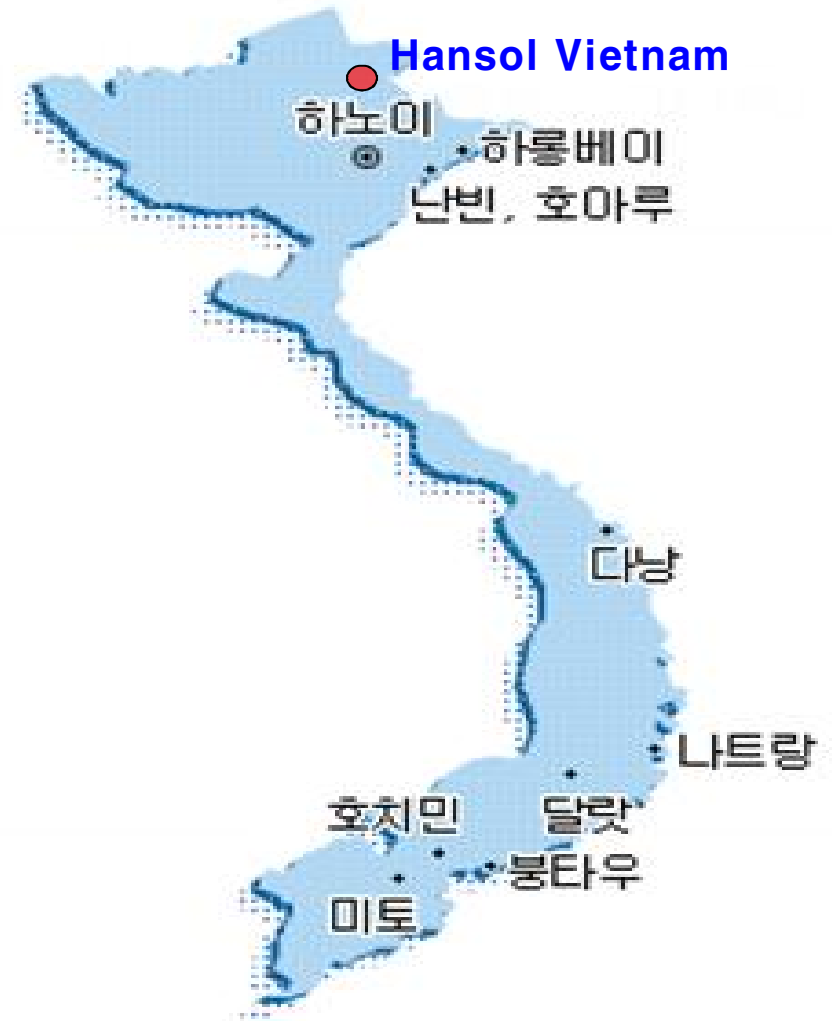 Hansol Vietnam
하노이
하롱베이
난빈, 호아루
다낭
나트랑
호치민
달랏
붕타우
미토